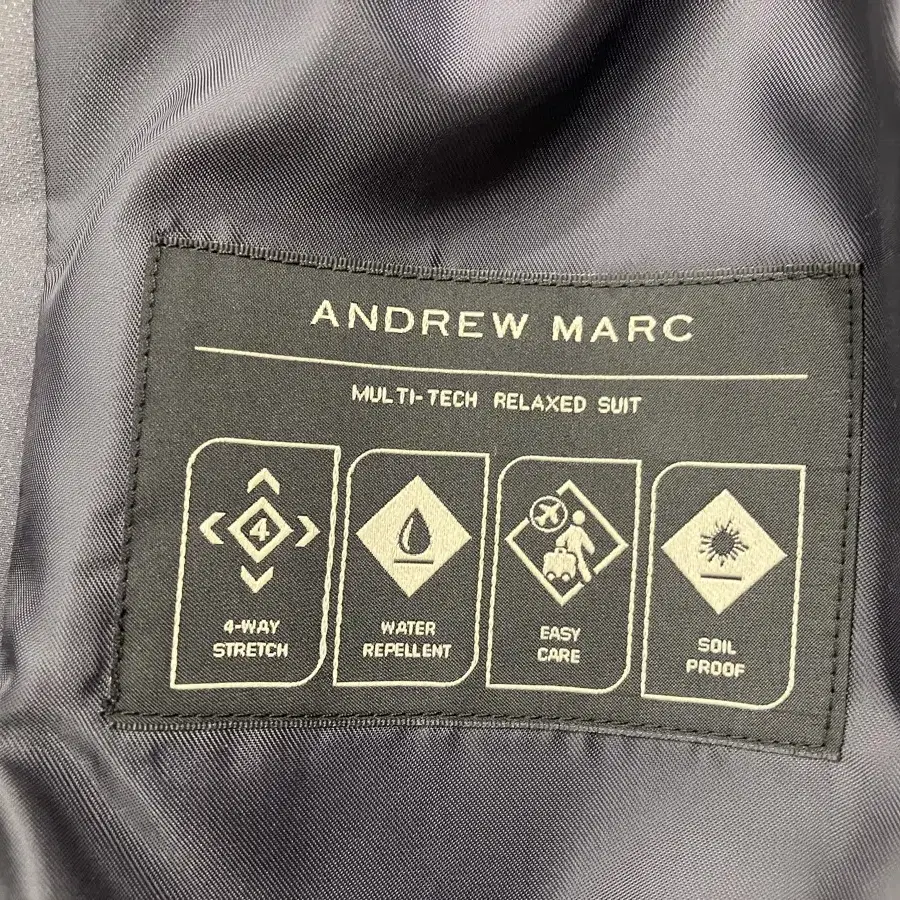 ANDREW MARC
MULTI-TECH RELAXED SUIT
4
4-WAY
STRETCH
WATER
REPELLENT
EASY
CARE
SOIL
PROOF